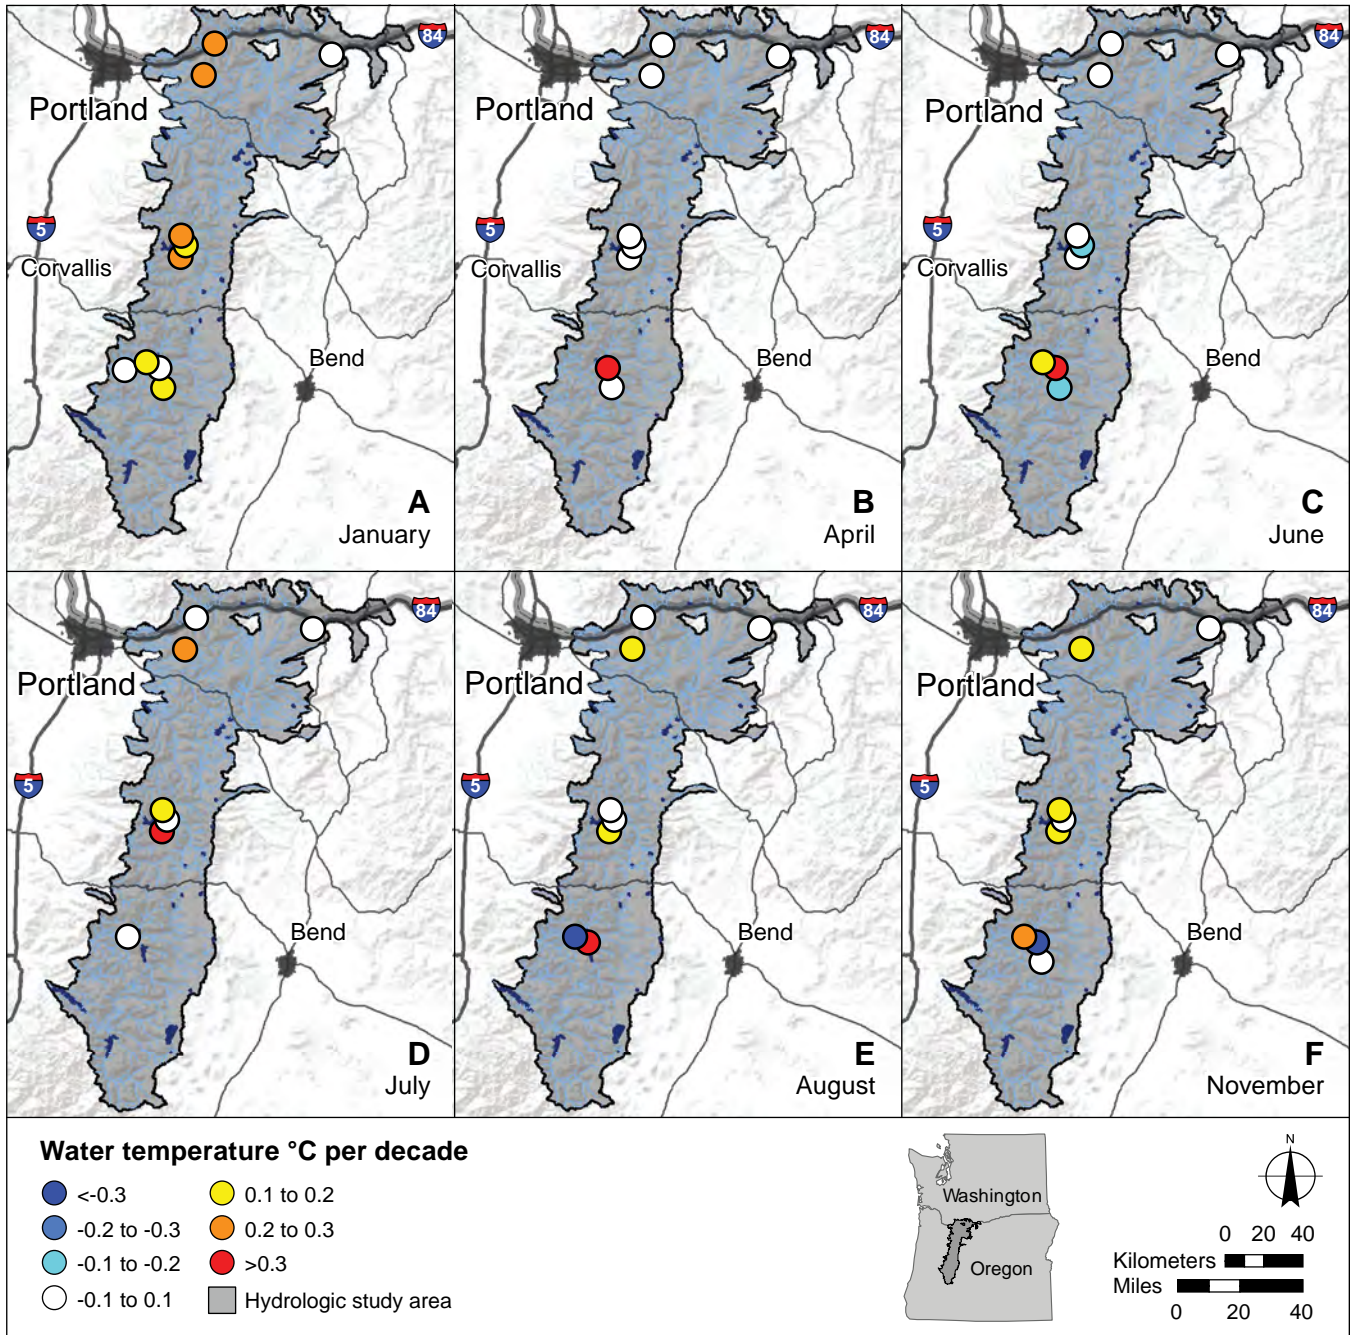 84
Portland
5
Corvallis
Bend
A
January
84
Portland
5
Corvallis
Bend
B
April
84
Portland
5
Corvallis
Bend
C
June
84
Portland
5
Bend
D
July
84
Portland
5
Bend
E
August
84
Portland
5
Bend
F
November
Water temperature °C per decade
<-0.3
-0.2 to -0.3
-0.1 to -0.2
-0.1 to 0.1
0.1 to 0.2
0.2 to 0.3
>0.3
Hydrologic study area
Washington
Oregon
N
0 20 40
Kilometers
Miles
0 20 40